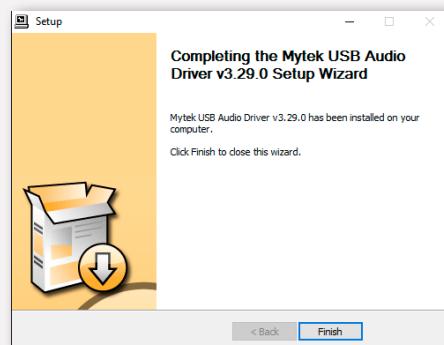 Setup
Completing the Mytek USB Audio
Driver v3.29.0 Setup Wizard
Mytek USB Audio Driver v3.29.0 has been installed on your
computer.
Click Finish to close this wizard.
< Back
Finish